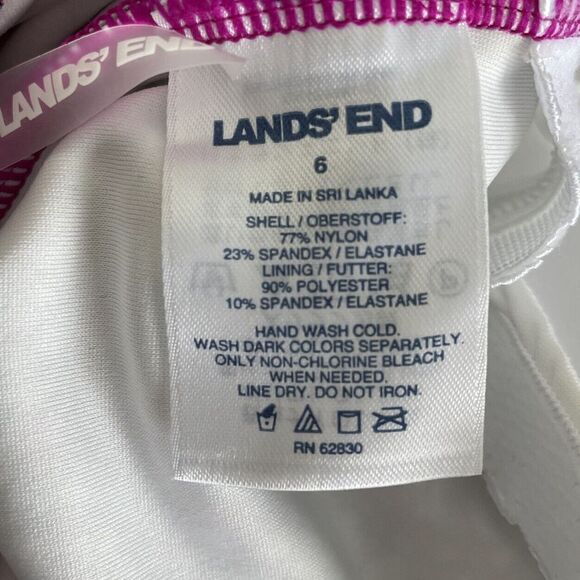 LANDS' END
LANDS' END
6
MADE IN SRI LANKA
SHELL / OBERSTOFF:
77% NYLON
23% SPANDEX / ELASTANE
LINING / FUTTER:
90% POLYESTER
10% SPANDEX / ELASTANE
HAND WASH COLD.
WASH DARK COLORS SEPARATELY.
ONLY NON-CHLORINE BLEACH
WHEN NEEDED.
LINE DRY. DO NOT IRON.
RN 62830